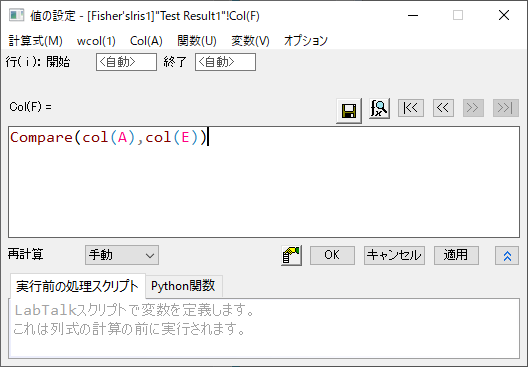 値の設定 - [Fisher'sIris1]"Test Result1"!Col(F)
計算式(M) wcol(1) Col(A) 関数(U) 変数(V) オプション
行( i ): 開始 <自動> 終了 <自動>
Col(F) =
Compare(col(A),col(E))
再計算 手動 OK キャンセル 適用
実行前の処理スクリプト Python関数
LabTalkスクリプトで変数を定義します。
これは列式の計算の前に実行されます。